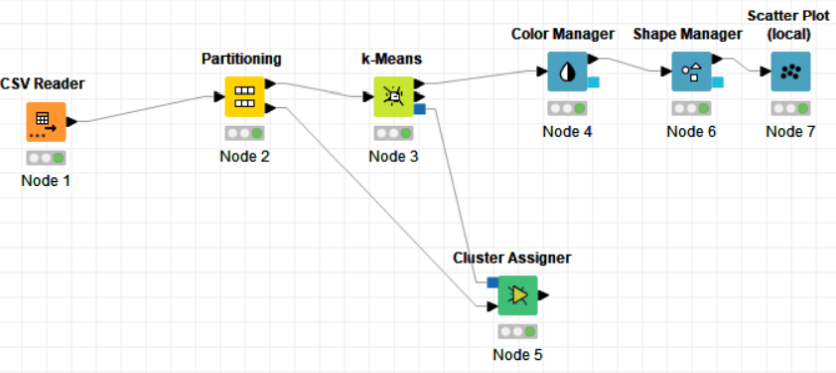 CSV Reader
Node 1
Partitioning
Node 2
k-Means
Node 3
Color Manager
Node 4
Shape Manager
Node 6
Scatter Plot
(local)
Node 7
Cluster Assigner
Node 5